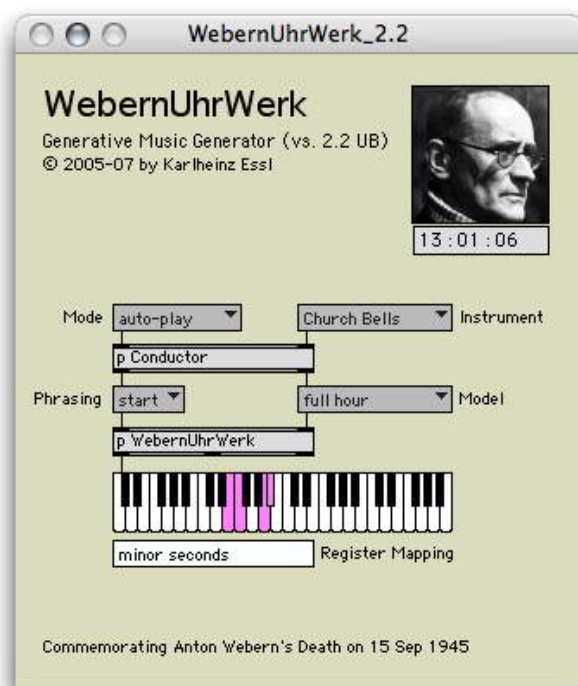 WebernUhrWerk_2.2
WebernUhrWerk
Generative Music Generator (vs. 2.2 UB)
© 2005-07 by Karlheinz Essl
13 : 01 : 06
Mode auto-play Church Bells Instrument
p Conductor
Phrasing start full hour Model
p WebernUhrWerk
minor seconds Register Mapping
Commemorating Anton Webern's Death on 15 Sep 1945